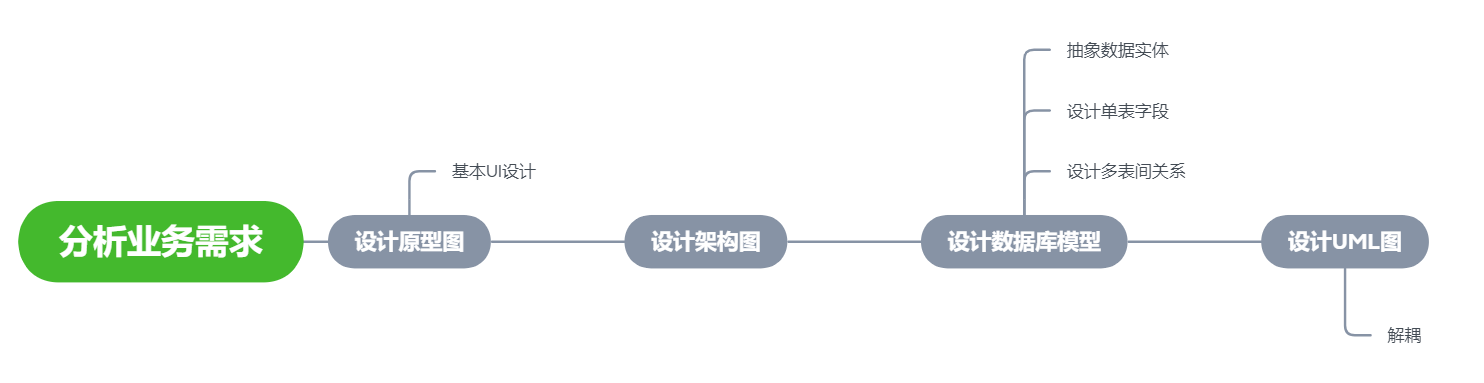 抽象数据实体
设计单表字段
基本UI设计
设计多表间关系
分析业务需求
设计原型图
设计架构图
设计数据库模型
设计UML图
解耦